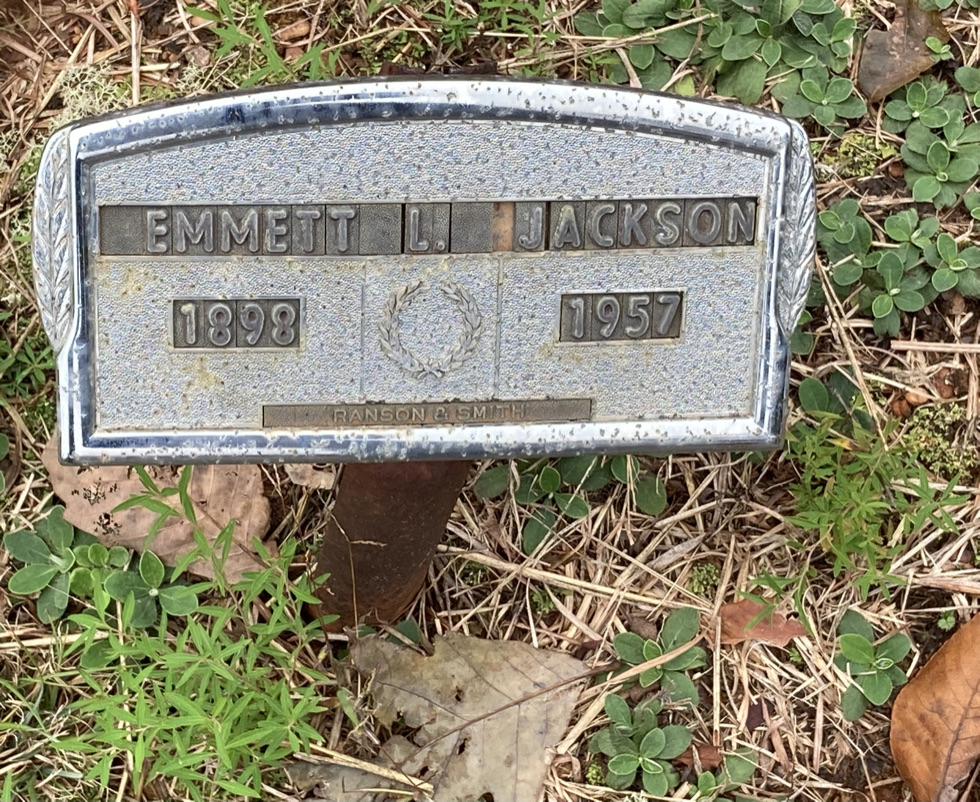 EMMETT L. JACKSON
1898 1957
RANSON & SMITH